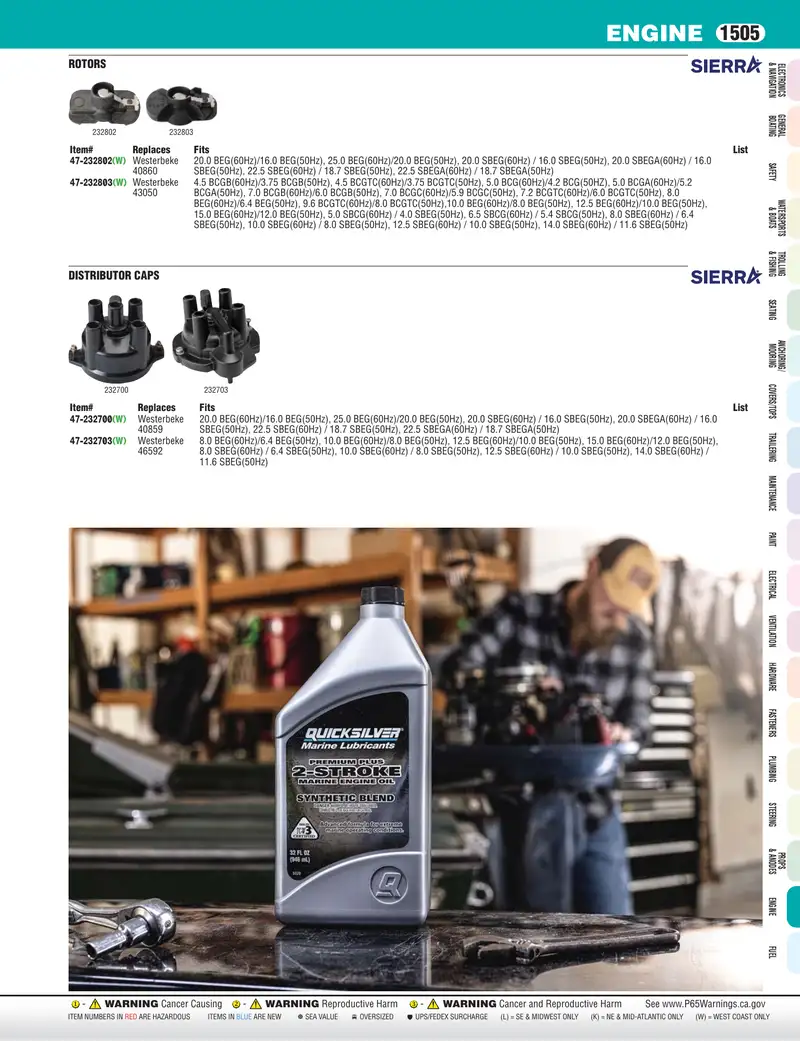 ENGINE 1505
ROTORS
SIERRA
232802
232803
Item# Replaces Fits List
47-232802(W) Westerbeke 20.0 BEG(60Hz)/16.0 BEG(50Hz), 25.0 BEG(60Hz)/20.0 BEG(50Hz), 20.0 SBEG(60Hz) / 16.0 SBEG(50Hz), 20.0 SBEGA(60Hz) / 16.0
40860 SBEG(50Hz), 22.5 SBEG(60Hz) / 18.7 SBEG(50Hz), 22.5 SBEGA(60Hz) / 18.7 SBEGA(50Hz)
47-232803(W) Westerbeke 4.5 BCGB(60Hz)/3.75 BCGB(50Hz), 4.5 BCGTC(60Hz)/3.75 BCGTC(50Hz), 5.0 BCG(60Hz)/4.2 BCG(50HZ), 5.0 BCGA(60Hz)/5.2
43050 BCGA(50Hz), 7.0 BCGB(60Hz)/6.0 BCGB(50Hz), 7.0 BCGC(60Hz)/5.9 BCGC(50Hz), 7.2 BCGTC(60Hz)/6.0 BCGTC(50Hz), 8.0
BEG(60Hz)/6.4 BEG(50Hz), 9.6 BCGTC(60Hz)/8.0 BCGTC(50Hz),10.0 BEG(60Hz)/8.0 BEG(50Hz), 12.5 BEG(60Hz)/10.0 BEG(50Hz),
15.0 BEG(60Hz)/12.0 BEG(50Hz), 5.0 SBCG(60Hz) / 4.0 SBEG(50Hz), 6.5 SBCG(60Hz) / 5.4 SBCG(50Hz), 8.0 SBEG(60Hz) / 6.4
SBEG(50Hz), 10.0 SBEG(60Hz) / 8.0 SBEG(50Hz), 12.5 SBEG(60Hz) / 10.0 SBEG(50Hz), 14.0 SBEG(60Hz) / 11.6 SBEG(50Hz)
DISTRIBUTOR CAPS
SIERRA
232700
232703
Item# Replaces Fits List
47-232700(W) Westerbeke 20.0 BEG(60Hz)/16.0 BEG(50Hz), 25.0 BEG(60Hz)/20.0 BEG(50Hz), 20.0 SBEG(60Hz) / 16.0 SBEG(50Hz), 20.0 SBEGA(60Hz) / 16.0
40859 SBEG(50Hz), 22.5 SBEG(60Hz) / 18.7 SBEG(50Hz), 22.5 SBEGA(60Hz) / 18.7 SBEGA(50Hz)
47-232703(W) Westerbeke 8.0 BEG(60Hz)/6.4 BEG(50Hz), 10.0 BEG(60Hz)/8.0 BEG(50Hz), 12.5 BEG(60Hz)/10.0 BEG(50Hz), 15.0 BEG(60Hz)/12.0 BEG(50Hz),
46592 8.0 SBEG(60Hz) / 6.4 SBEG(50Hz), 10.0 SBEG(60Hz) / 8.0 SBEG(50Hz), 12.5 SBEG(60Hz) / 10.0 SBEG(50Hz), 14.0 SBEG(60Hz) /
11.6 SBEG(50Hz)
QUICKSILVER
Marine Lubricants
PREMIUM PLUS
2-STROKE
MARINE ENGINE OIL
SYNTHETIC BLEND
Advanced formula for extreme
marine operating conditions.
32 FL OZ
(946 mL)
ELECTRONICS
& NAVIGATION
GENERAL
BOATING
SAFETY
WATERSPORTS
& BOATS
TROLLING
& FISHING
SEATING
ANCHORING/
MOORING
COVERS/TOPS
TRAILERING
MAINTENANCE
PAINT
ELECTRICAL
VENTILATION
HARDWARE
FASTENERS
PLUMBING
STEERING
PROPS
& ANODES
ENGINE
FUEL
1 - WARNING Cancer Causing 2 - WARNING Reproductive Harm 3 - WARNING Cancer and Reproductive Harm See www.P65Warnings.ca.gov
ITEM NUMBERS IN RED ARE HAZARDOUS ITEMS IN BLUE ARE NEW SEA VALUE OVERSIZED UPS/FEDEX SURCHARGE (L) = SE & MIDWEST ONLY (K) = NE & MID-ATLANTIC ONLY (W) = WEST COAST ONLY